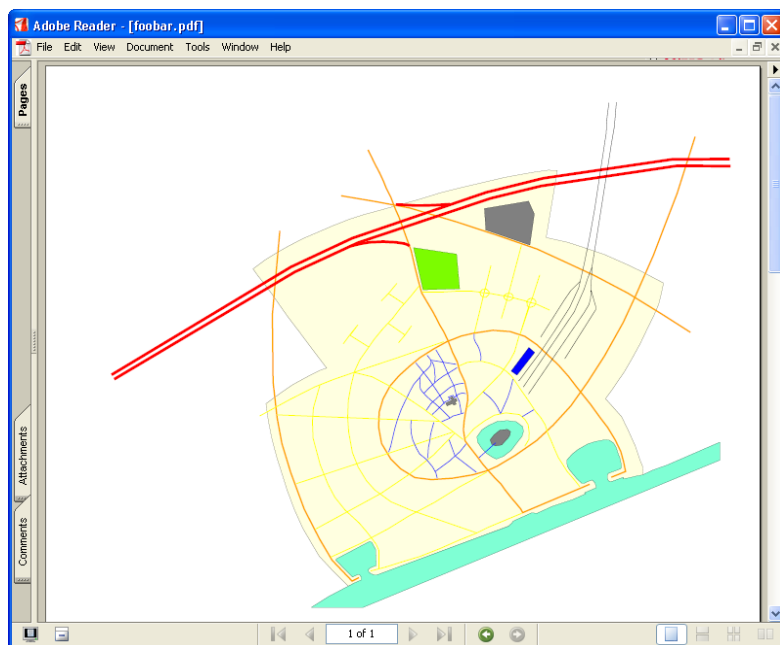 Adobe Reader - [foobar.pdf]
File Edit View Document Tools Window Help
Pages
Attachments
Comments
1 of 1